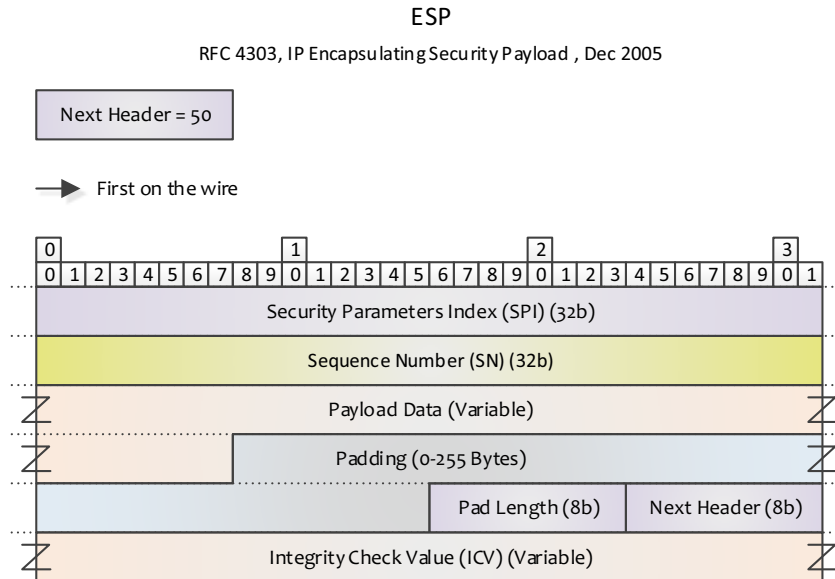 ESP
RFC 4303, IP Encapsulating Security Payload , Dec 2005
Next Header = 50
First on the wire
0 1 2 3
0 1 2 3 4 5 6 7 8 9 0 1 2 3 4 5 6 7 8 9 0 1 2 3 4 5 6 7 8 9 0 1
Security Parameters Index (SPI) (32b)
Sequence Number (SN) (32b)
Payload Data (Variable)
Padding (0-255 Bytes)
Pad Length (8b) Next Header (8b)
Integrity Check Value (ICV) (Variable)